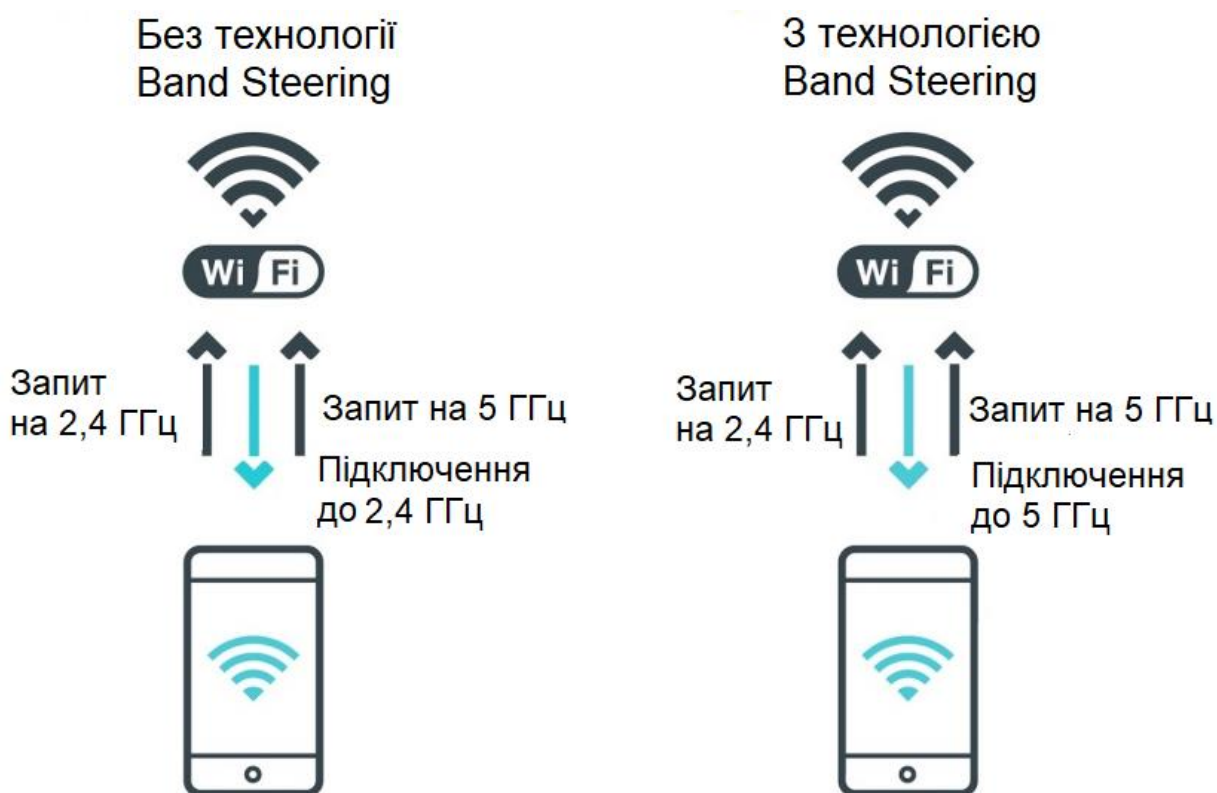 Без технології
Band Steering
Wi Fi
Запит
на 2,4 ГГц
Запит на 5 ГГц
Підключення
до 2,4 ГГц
З технологією
Band Steering
Wi Fi
Запит
на 2,4 ГГц
Запит на 5 ГГц
Підключення
до 5 ГГц